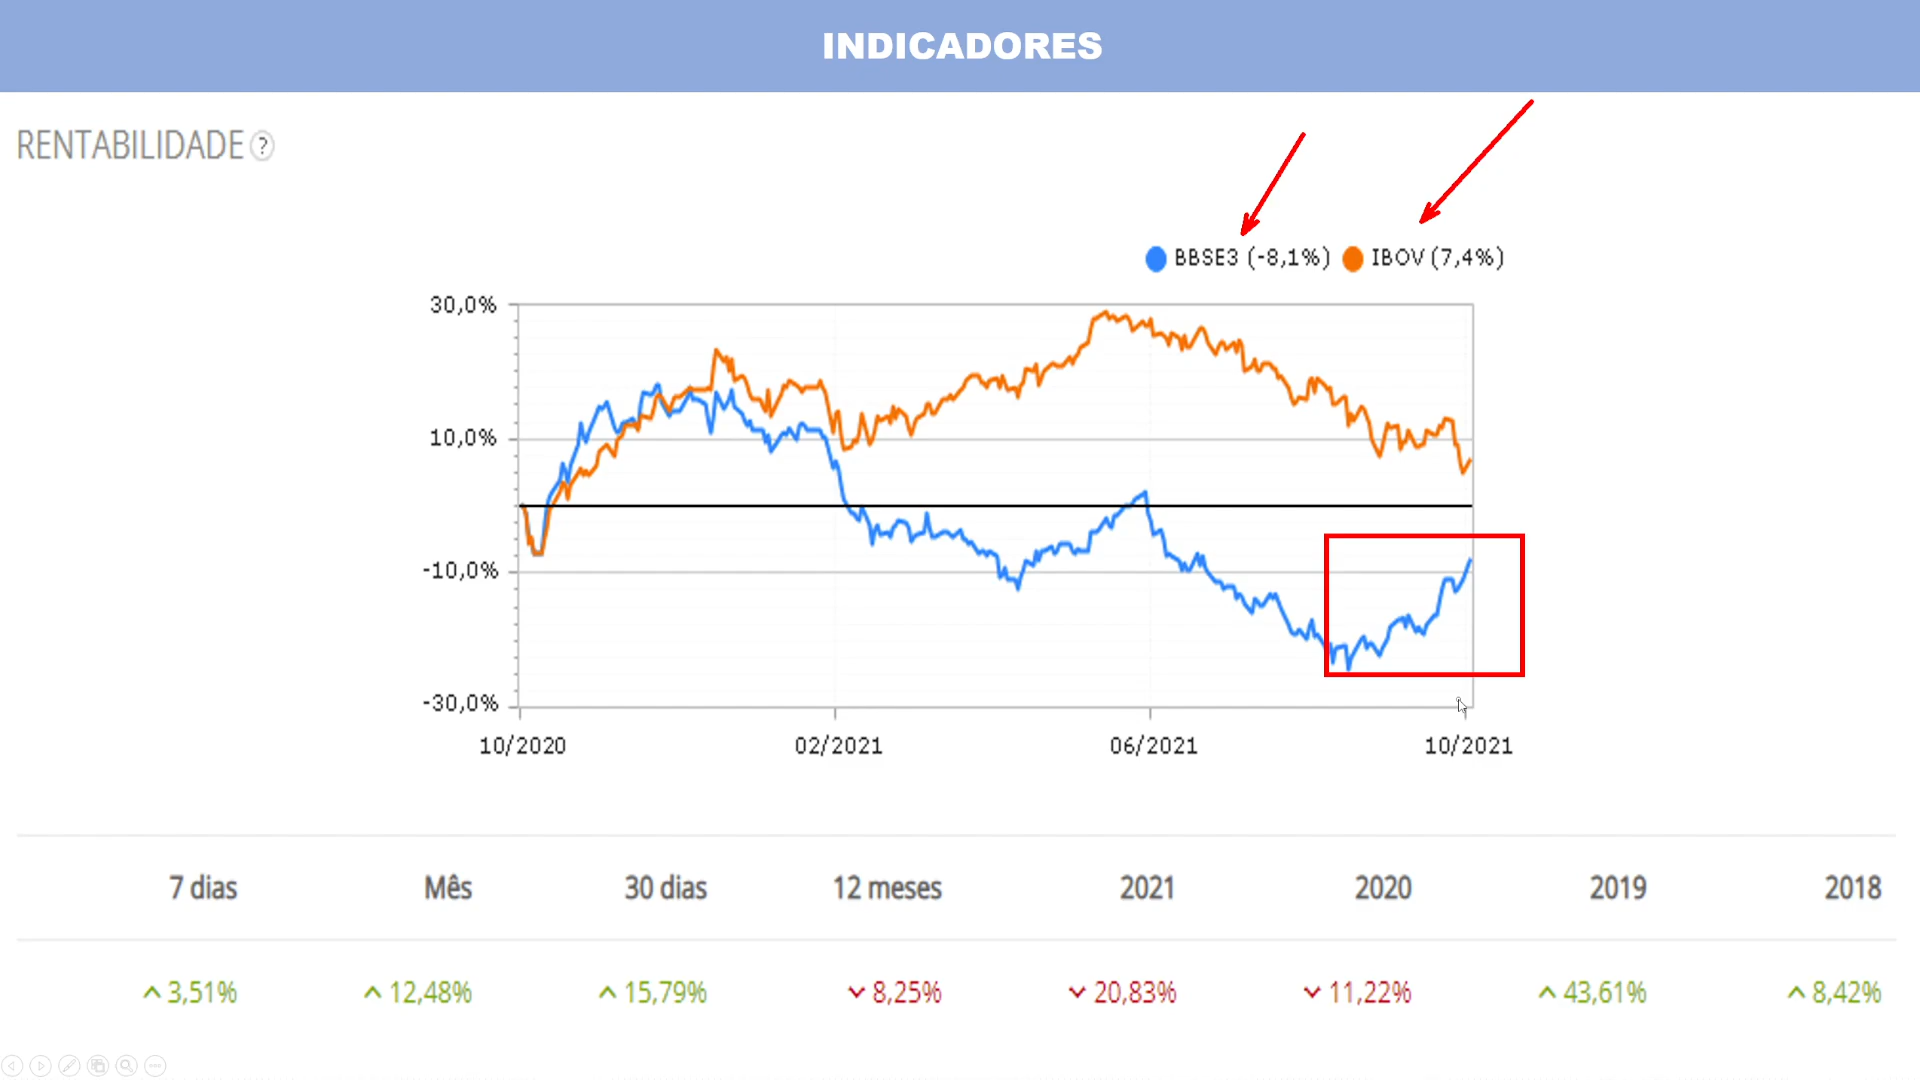 INDICADORES
RENTABILIDADE ?
BBSE3 (-8,1%) IBOV (7,4%)
30,0%
10,0%
-10,0%
-30,0%
10/2020 02/2021 06/2021 10/2021
7 dias Mês 30 dias 12 meses 2021 2020 2019 2018
3,51% 12,48% 15,79% 8,25% 20,83% 11,22% 43,61% 8,42%